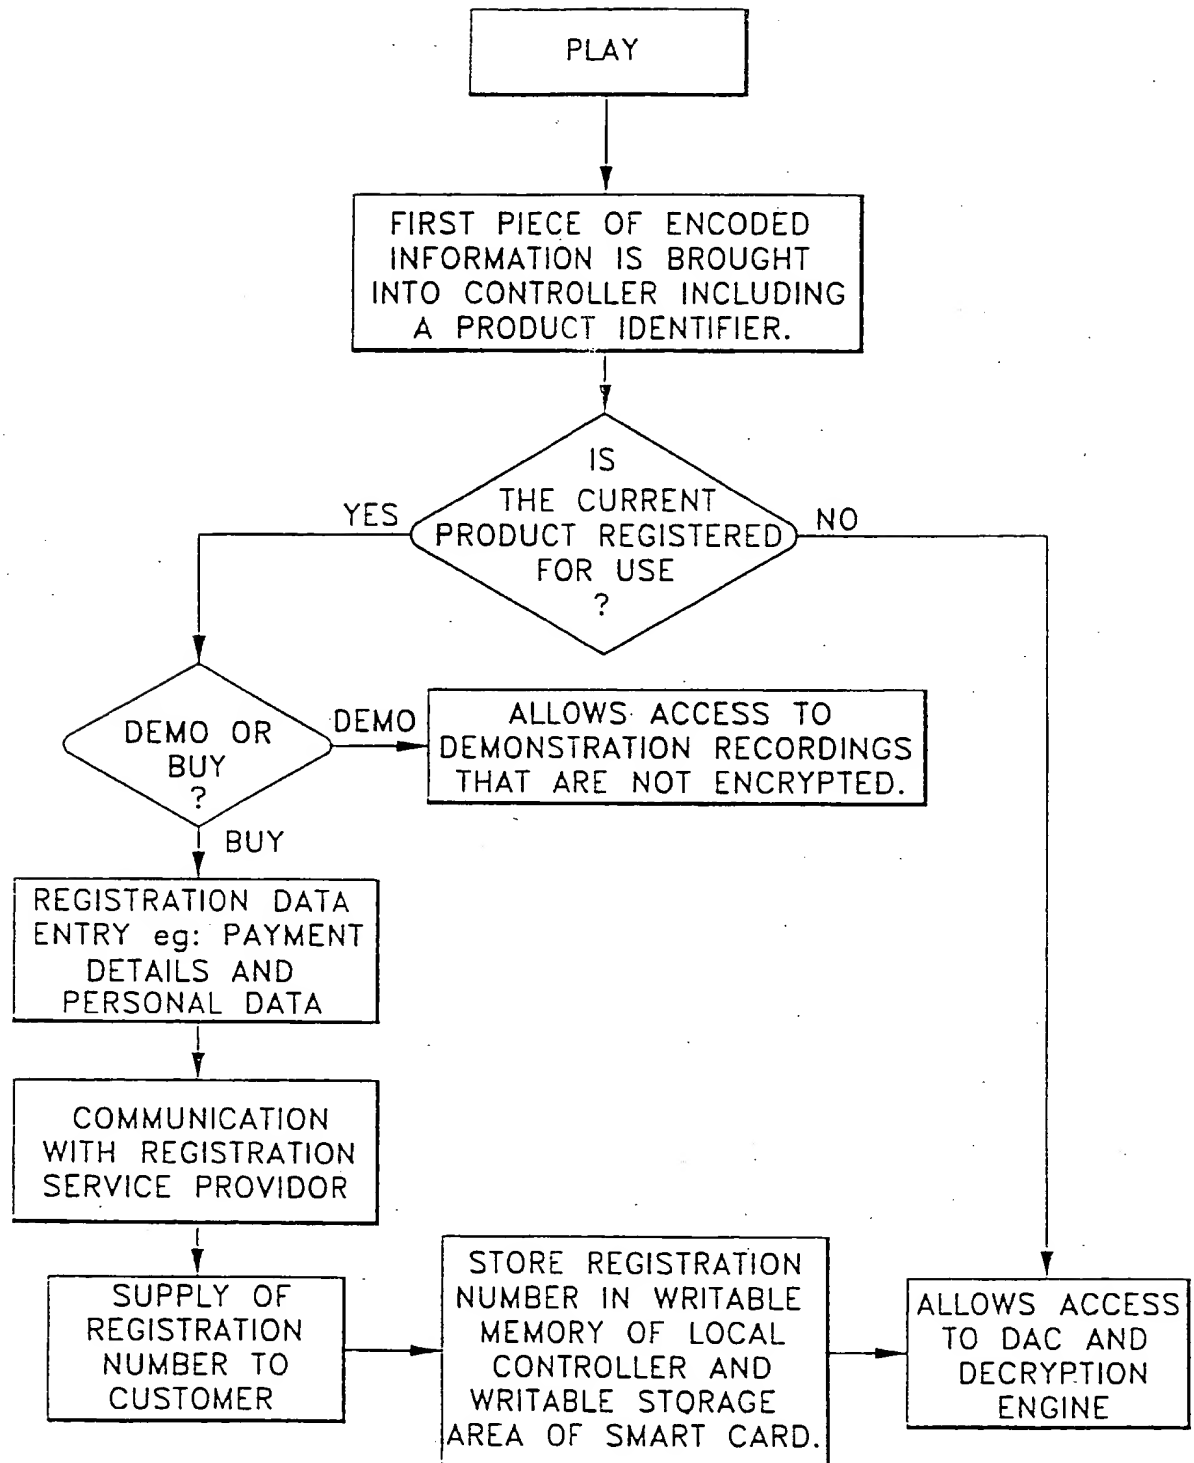 PLAY
FIRST PIECE OF ENCODED
INFORMATION IS BROUGHT
INTO CONTROLLER INCLUDING
A PRODUCT IDENTIFIER.
IS
THE CURRENT
PRODUCT REGISTERED
FOR USE
?
YES
NO
DEMO OR
BUY
?
DEMO
ALLOWS ACCESS TO
DEMONSTRATION RECORDINGS
THAT ARE NOT ENCRYPTED.
BUY
REGISTRATION DATA
ENTRY eg: PAYMENT
DETAILS AND
PERSONAL DATA
COMMUNICATION
WITH REGISTRATION
SERVICE PROVIDOR
SUPPLY OF
REGISTRATION
NUMBER TO
CUSTOMER
STORE REGISTRATION
NUMBER IN WRITABLE
MEMORY OF LOCAL
CONTROLLER AND
WRITABLE STORAGE
AREA OF SMART CARD.
ALLOWS ACCESS
TO DAC AND
DECRYPTION
ENGINE